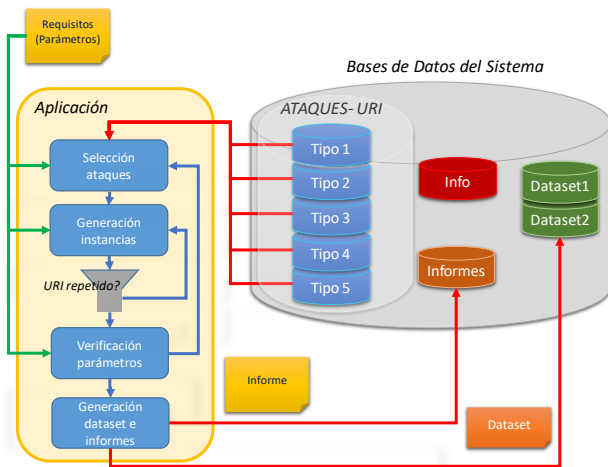 Requisitos
(Parámetros)
Bases de Datos del Sistema
Aplicación
ATAQUES- URI
Selección
ataques
Generación
instancias
URI repetido?
Verificación
parámetros
Generación
dataset e
informes
Tipo 1
Tipo 2
Tipo 3
Tipo 4
Tipo 5
Info
Informes
Dataset1
Dataset2
Informe
Dataset